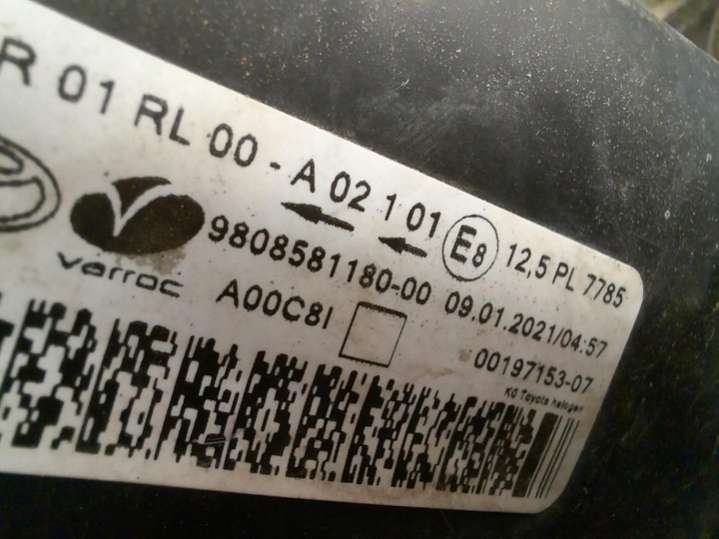 R 01 RL 00 - A 02 1 01 E8 12,5 PL 7785
varroc 9808581180-00 09.01.2021/04:57
A00C8I 00197153-07
K0 Toyota halogen